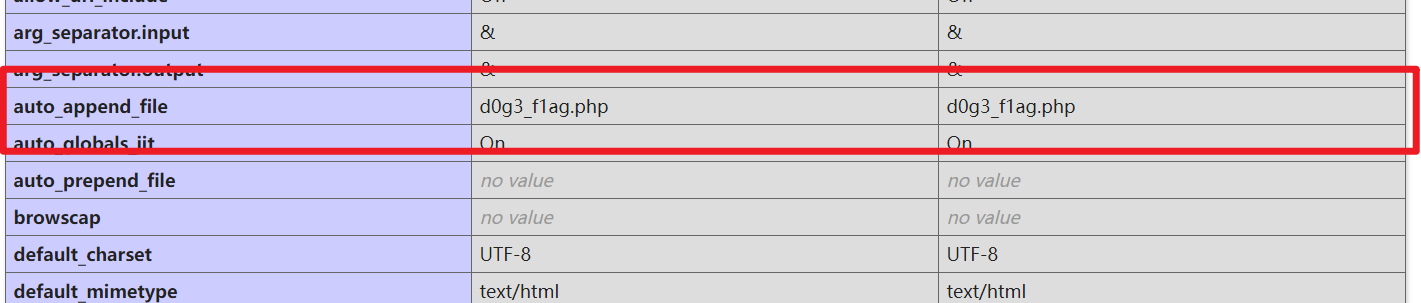 allow_url_include On On
arg_separator.input & &
arg_separator.output & &
auto_append_file d0g3_f1ag.php d0g3_f1ag.php
auto_globals_jit On On
auto_prepend_file no value no value
browscap no value no value
default_charset UTF-8 UTF-8
default_mimetype text/html text/html